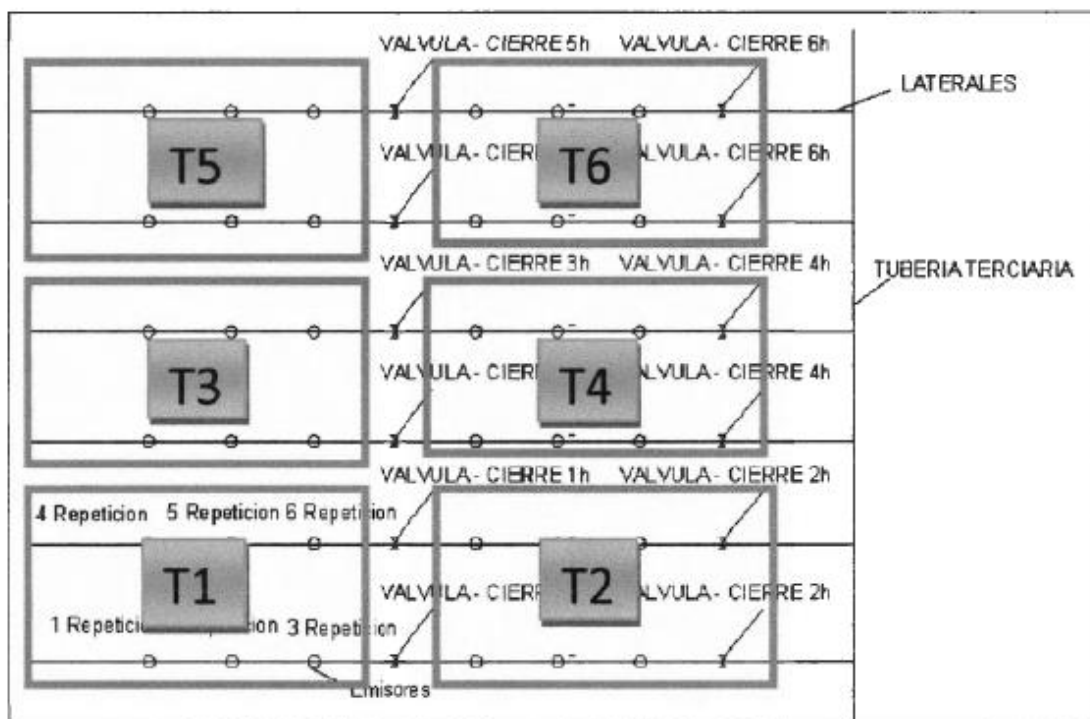 VALVULA - CIERRE 5h VALVULA - CIERRE 6h
LATERALES
VALVULA - CIERRE 6h
T5 T6
VALVULA - CIERRE 3h VALVULA - CIERRE 4h
TUBERIA TERCIARIA
VALVULA - CIERRE 4h
T3 T4
VALVULA - CIERRE 1h VALVULA - CIERRE 2h
4 Repeticion 5 Repeticion 6 Repeticion
T1 T2
VALVULA - CIERRE 2h
1 3 Repeticion
Emisores